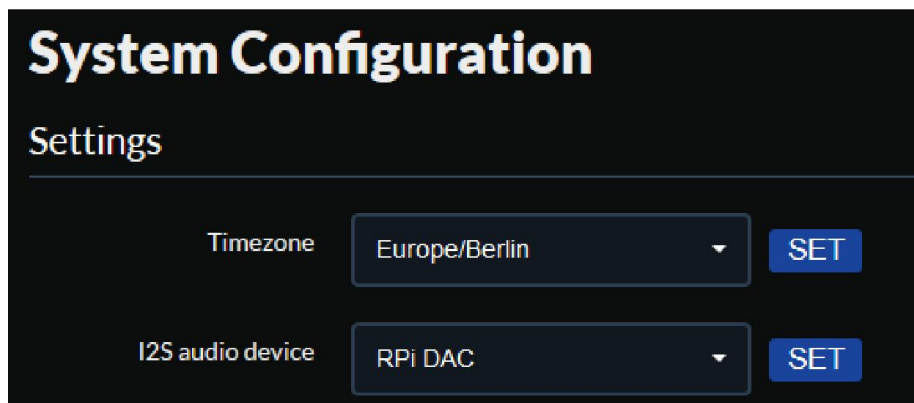 System Configuration
Settings
Timezone Europe/Berlin SET
I2S audio device RPi DAC SET